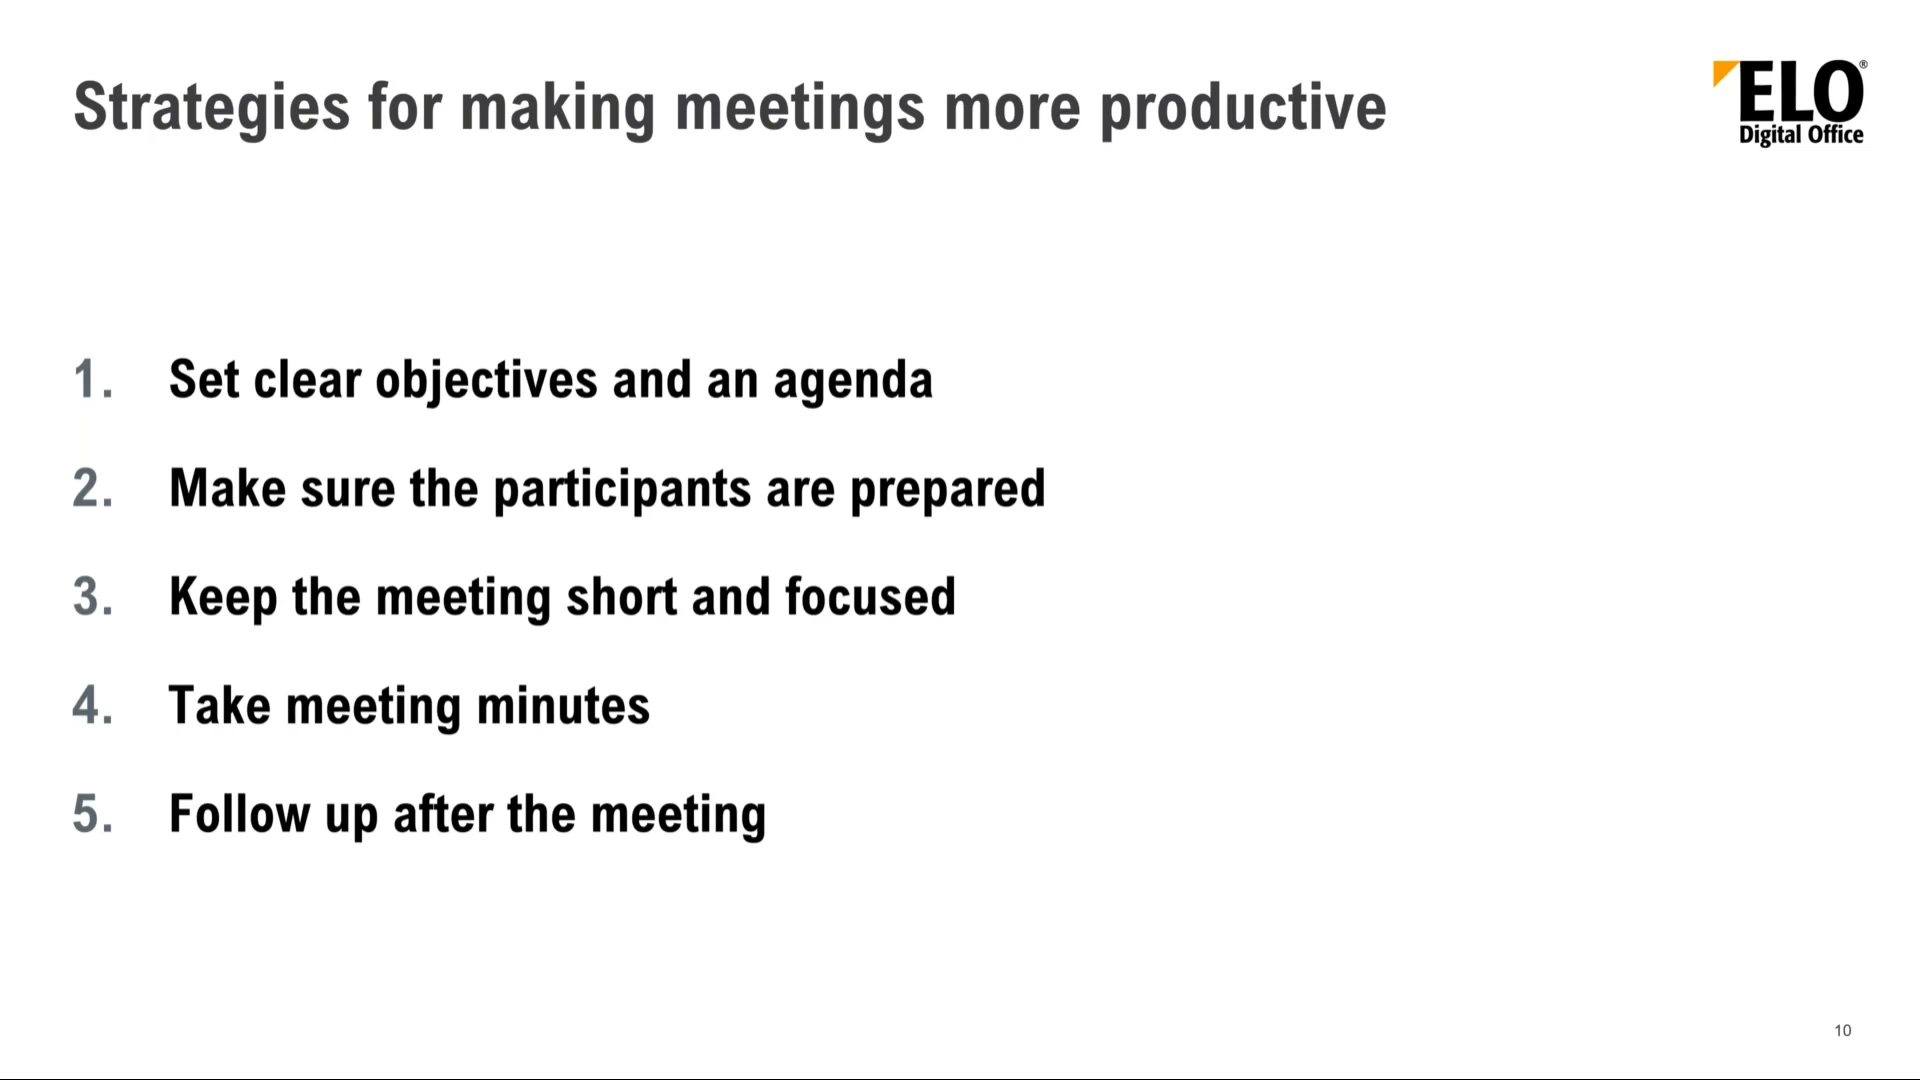 Strategies for making meetings more productive
ELO®
Digital Office
1. Set clear objectives and an agenda
2. Make sure the participants are prepared
3. Keep the meeting short and focused
4. Take meeting minutes
5. Follow up after the meeting
10